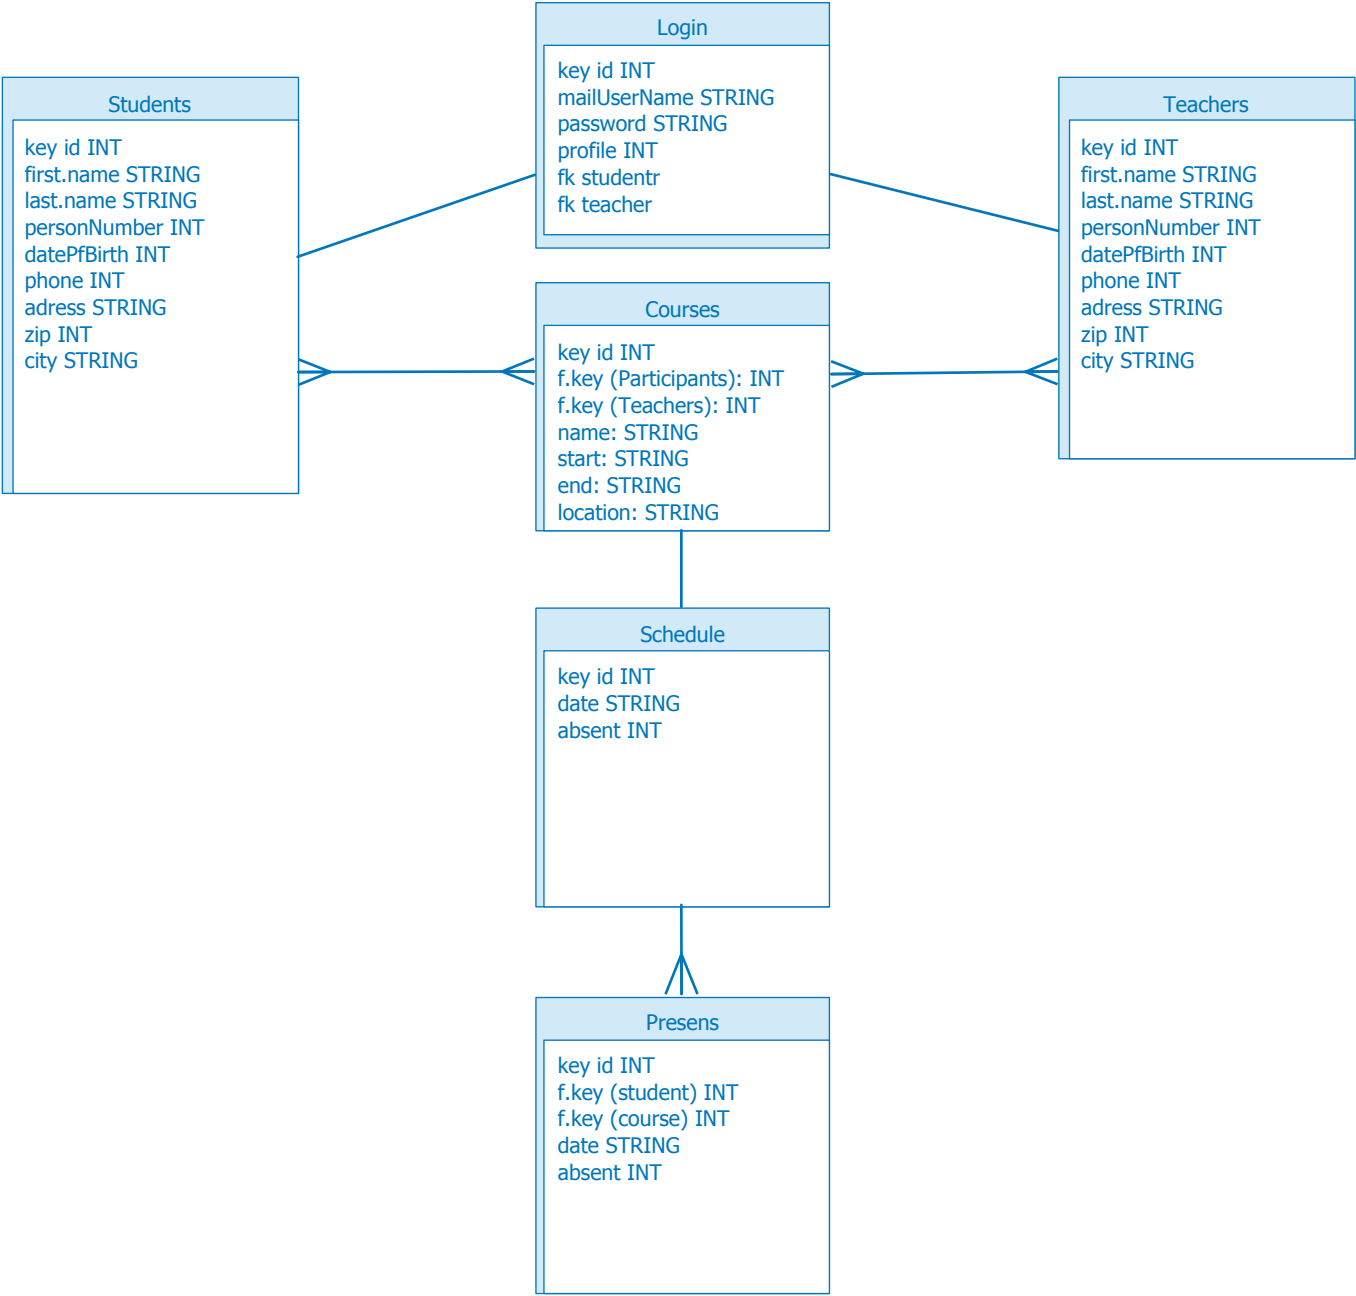 Login
key id INT
mailUserName STRING
password STRING
profile INT
fk studentr
fk teacher
Students
key id INT
first.name STRING
last.name STRING
personNumber INT
datePfBirth INT
phone INT
adress STRING
zip INT
city STRING
Teachers
key id INT
first.name STRING
last.name STRING
personNumber INT
datePfBirth INT
phone INT
adress STRING
zip INT
city STRING
Courses
key id INT
f.key (Participants): INT
f.key (Teachers): INT
name: STRING
start: STRING
end: STRING
location: STRING
Schedule
key id INT
date STRING
absent INT
Presens
key id INT
f.key (student) INT
f.key (course) INT
date STRING
absent INT